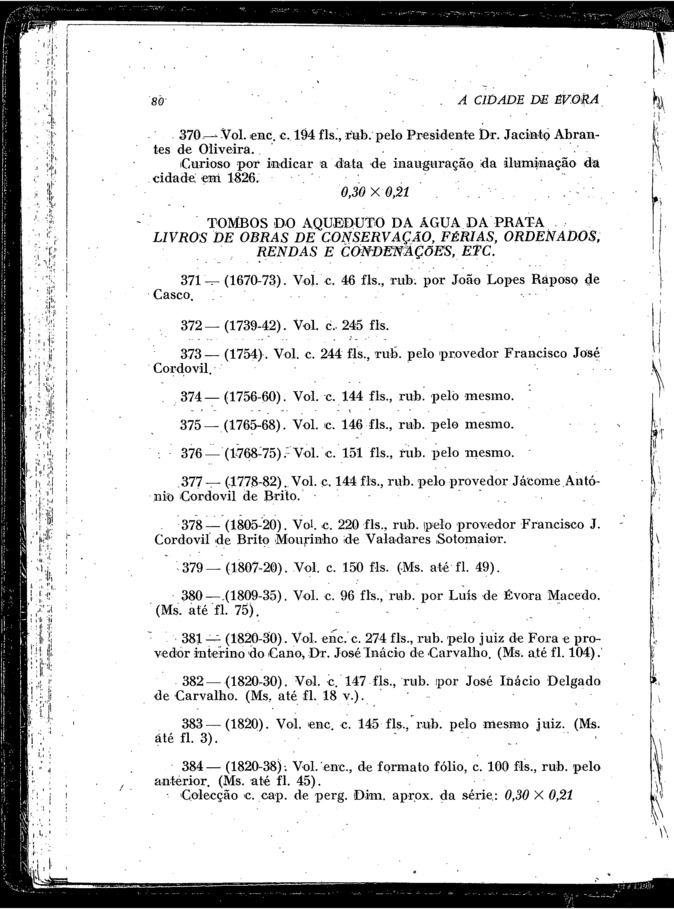 80
A CIDADE DE ÉVORA
370 — Vol. enc. c. 194 fls., rub. pelo Presidente Dr. Jacinto Abran-
tes de Oliveira.
Curioso por indicar a data de inauguração da iluminação da
cidade em 1826.
0,30 × 0,21
TOMBOS DO AQUEDUTO DA ÁGUA DA PRATA
LIVROS DE OBRAS DE CONSERVAÇÃO, FÉRIAS, ORDENADOS,
RENDAS E CONDENAÇÕES, ETC.
371 — (1670-73). Vol. c. 46 fls., rub. por João Lopes Raposo de
Casco.
372 — (1739-42). Vol. c. 245 fls.
373 — (1754). Vol. c. 244 fls., rub. pelo provedor Francisco José
Cordovil.
374 — (1756-60). Vol. c. 144 fls., rub. pelo mesmo.
375 — (1765-68). Vol. c. 146 fls., rub. pelo mesmo.
376 — (1768-75). Vol. c. 151 fls., rub. pelo mesmo.
377 — (1778-82). Vol. c. 144 fls., rub. pelo provedor Jácome Antó-
nio Cordovil de Brito.
378 — (1805-20). Vol. c. 220 fls., rub. pelo provedor Francisco J.
Cordovil de Brito Mourinho de Valadares Sotomaior.
379 — (1807-20). Vol. c. 150 fls. (Ms. até fl. 49).
380 — (1809-35). Vol. c. 96 fls., rub. por Luís de Évora Macedo.
(Ms. até fl. 75).
381 — (1820-30). Vol. enc. c. 274 fls., rub. pelo juiz de Fora e pro-
vedor interino do Cano, Dr. José Inácio de Carvalho. (Ms. até fl. 104).
382 — (1820-30). Vol. c. 147 fls., rub. por José Inácio Delgado
de Carvalho. (Ms. até fl. 18 v.).
383 — (1820). Vol. enc. c. 145 fls., rub. pelo mesmo juiz. (Ms.
até fl. 3).
384 — (1820-38). Vol. enc., de formato fólio, c. 100 fls., rub. pelo
anterior. (Ms. até fl. 45).
Colecção c. cap. de perg. Dim. aprox. da série: 0,30 × 0,21